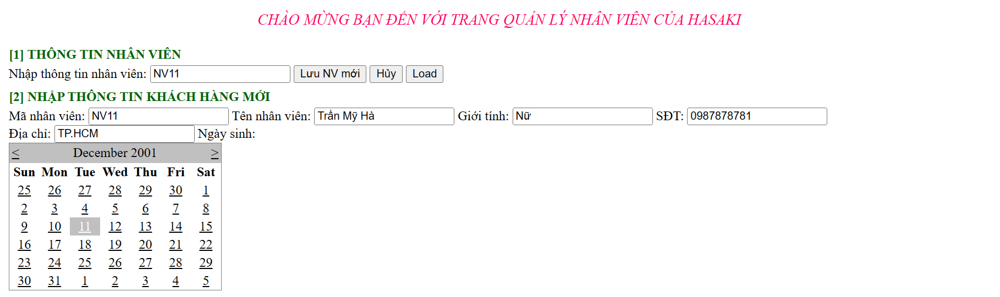 CHÀO MỪNG BẠN ĐẾN VỚI TRANG QUẢN LÝ NHÂN VIÊN CỦA HASAKI
[1] THÔNG TIN NHÂN VIÊN
Nhập thông tin nhân viên: NV11 Lưu NV mới Hủy Load
[2] NHẬP THÔNG TIN KHÁCH HÀNG MỚI
Mã nhân viên: NV11 Tên nhân viên: Trần Mỹ Hà Giới tính: Nữ SĐT: 0987878781
Địa chỉ: TP.HCM Ngày sinh:
< December 2001 >
Sun Mon Tue Wed Thu Fri Sat
25 26 27 28 29 30 1
2 3 4 5 6 7 8
9 10 11 12 13 14 15
16 17 18 19 20 21 22
23 24 25 26 27 28 29
30 31 1 2 3 4 5